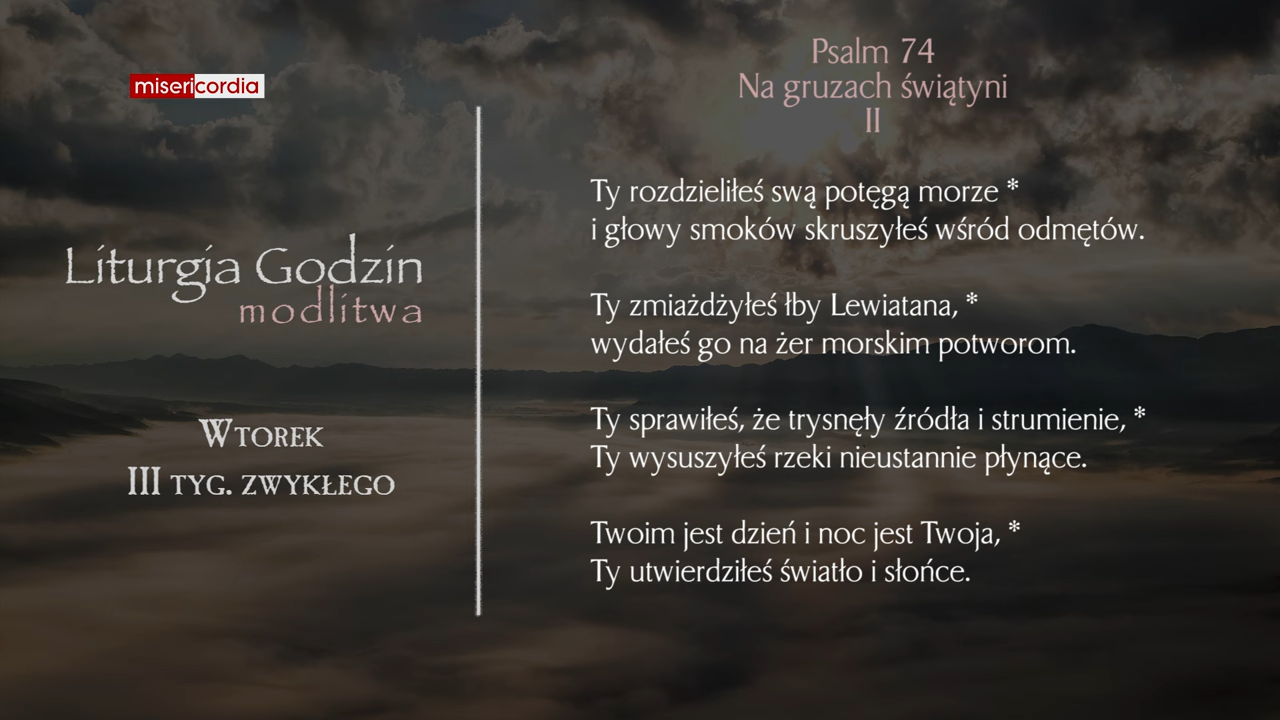 misericordia
Liturgia Godzin
modlitwa
Wtorek
III tyg. zwykłego
Psalm 74
Na gruzach świątyni
II
Ty rozdzieliłeś swą potęgą morze *
i głowy smoków skruszyłeś wśród odmętów.
Ty zmiażdżyłeś łby Lewiatana, *
wydałeś go na żer morskim potworom.
Ty sprawiłeś, że trysnęły źródła i strumienie, *
Ty wysuszyłeś rzeki nieustannie płynące.
Twoim jest dzień i noc jest Twoja, *
Ty utwierdziłeś światło i słońce.